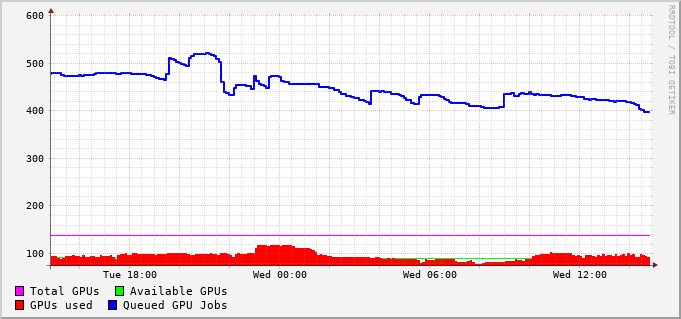 600
500
400
300
200
100
Tue 18:00 Wed 00:00 Wed 06:00 Wed 12:00
Total GPUs Available GPUs
GPUs used Queued GPU Jobs
RRDTOOL / TOBI OETIKER